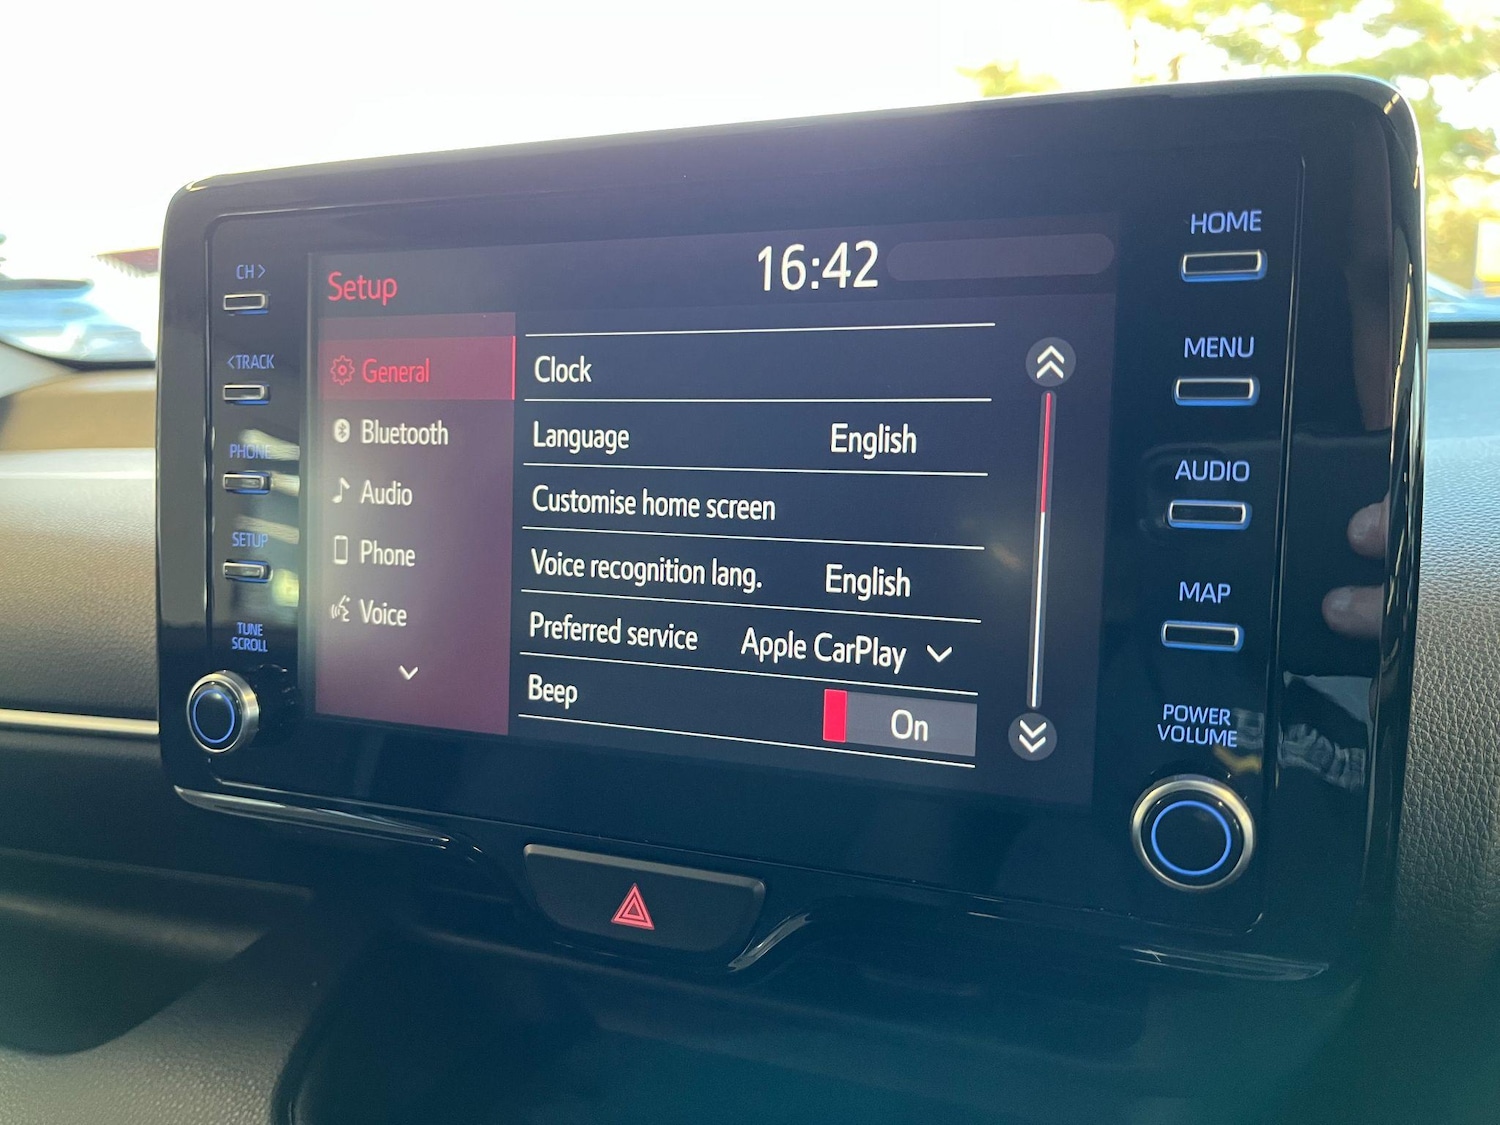 CH >
< TRACK
PHONE
SETUP
TUNE
SCROLL
Setup
16:42
General
Bluetooth
Audio
Phone
Voice
Clock
Language English
Customise home screen
Voice recognition lang. English
Preferred service Apple CarPlay
Beep On
HOME
MENU
AUDIO
MAP
POWER
VOLUME